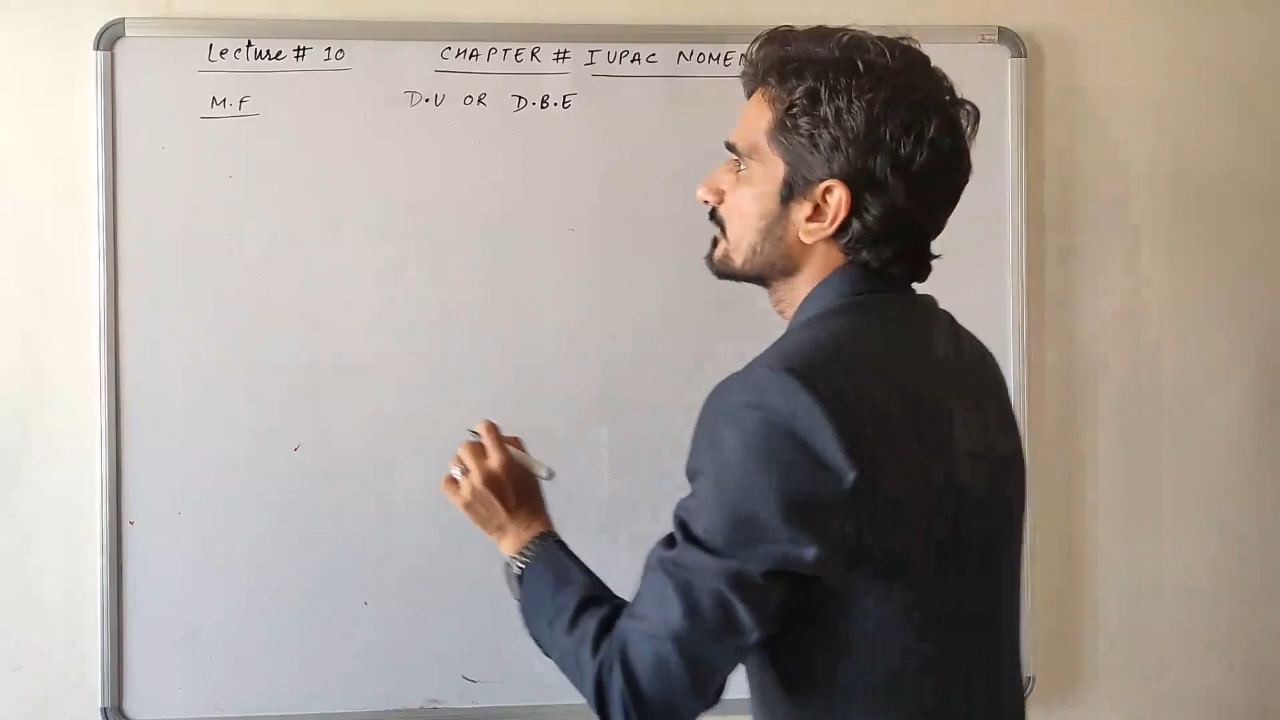 Lecture # 10 CHAPTER # IUPAC NOMEN
M.F D.U OR D.B.E